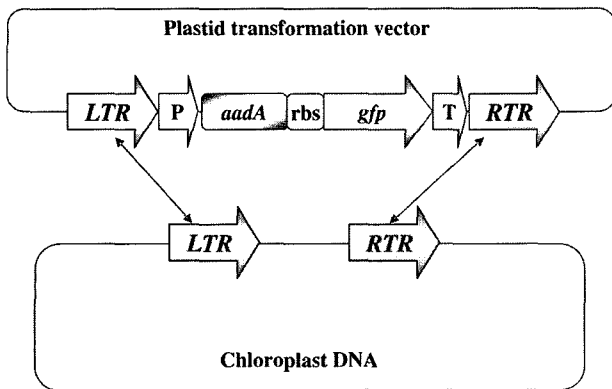 Plastid transformation vector
LTR P aadA rbs gfp T RTR
LTR RTR
Chloroplast DNA